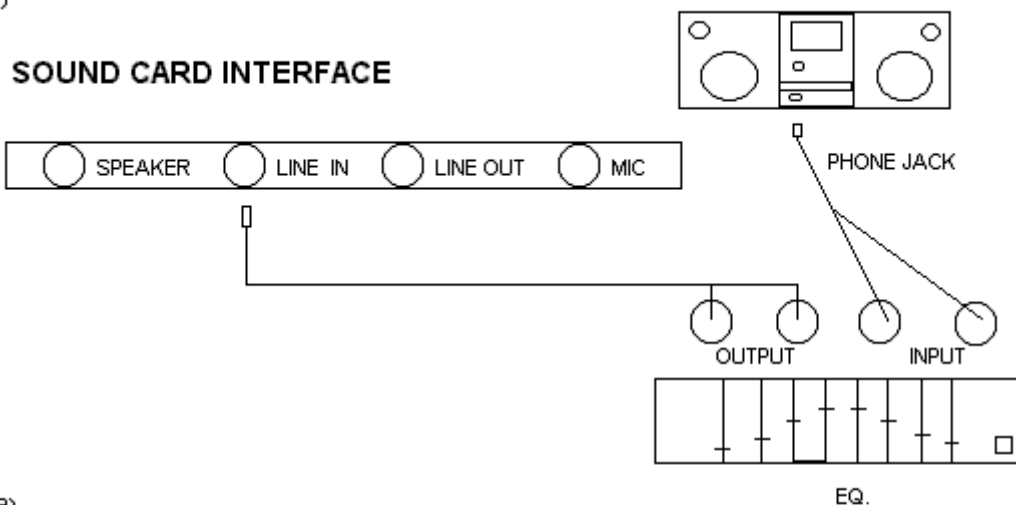 SOUND CARD INTERFACE
SPEAKER LINE IN LINE OUT MIC
PHONE JACK
OUTPUT INPUT
EQ.